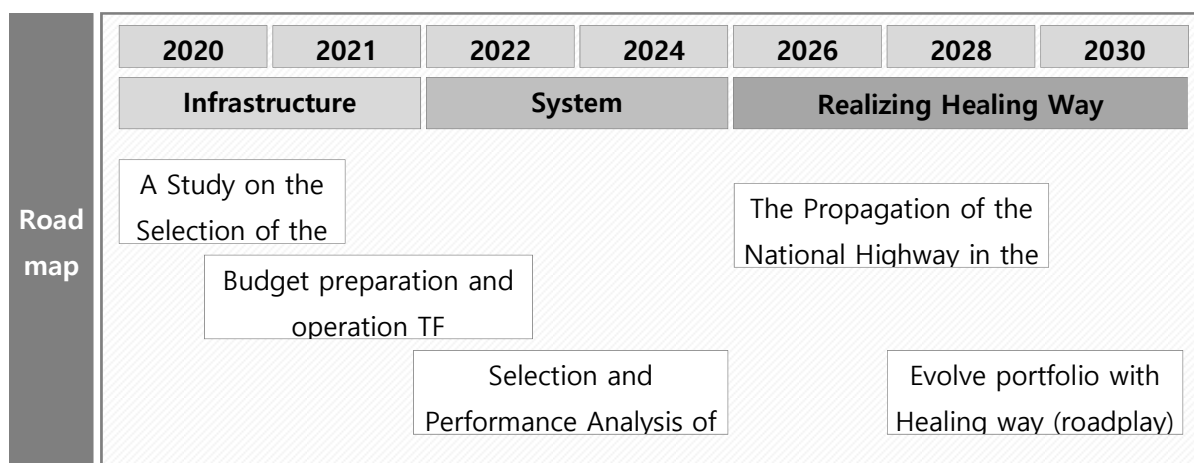 Road
map
2020 2021 2022 2024 2026 2028 2030
Infrastructure System Realizing Healing Way
A Study on the
Selection of the
Budget preparation and
operation TF
Selection and
Performance Analysis of
The Propagation of the
National Highway in the
Evolve portfolio with
Healing way (roadplay)